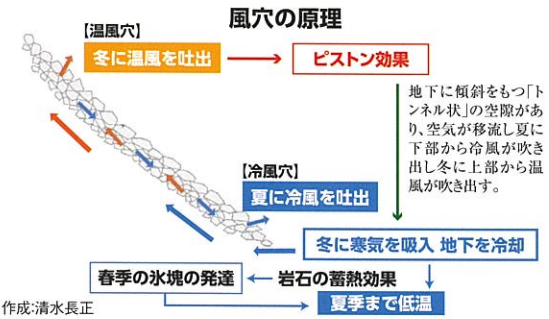 風穴の原理
【温風穴】
冬に温風を吐出
ピストン効果
地下に傾斜をもつ「ト
ンネル状」の空隙があ
り、空気が移流し夏に
下部から冷風が吹き
出し冬に上部から温
風が吹き出す。
【冷風穴】
夏に冷風を吐出
冬に寒気を吸入 地下を冷却
春季の氷塊の発達
岩石の蓄熱効果
夏季まで低温
作成:清水長正